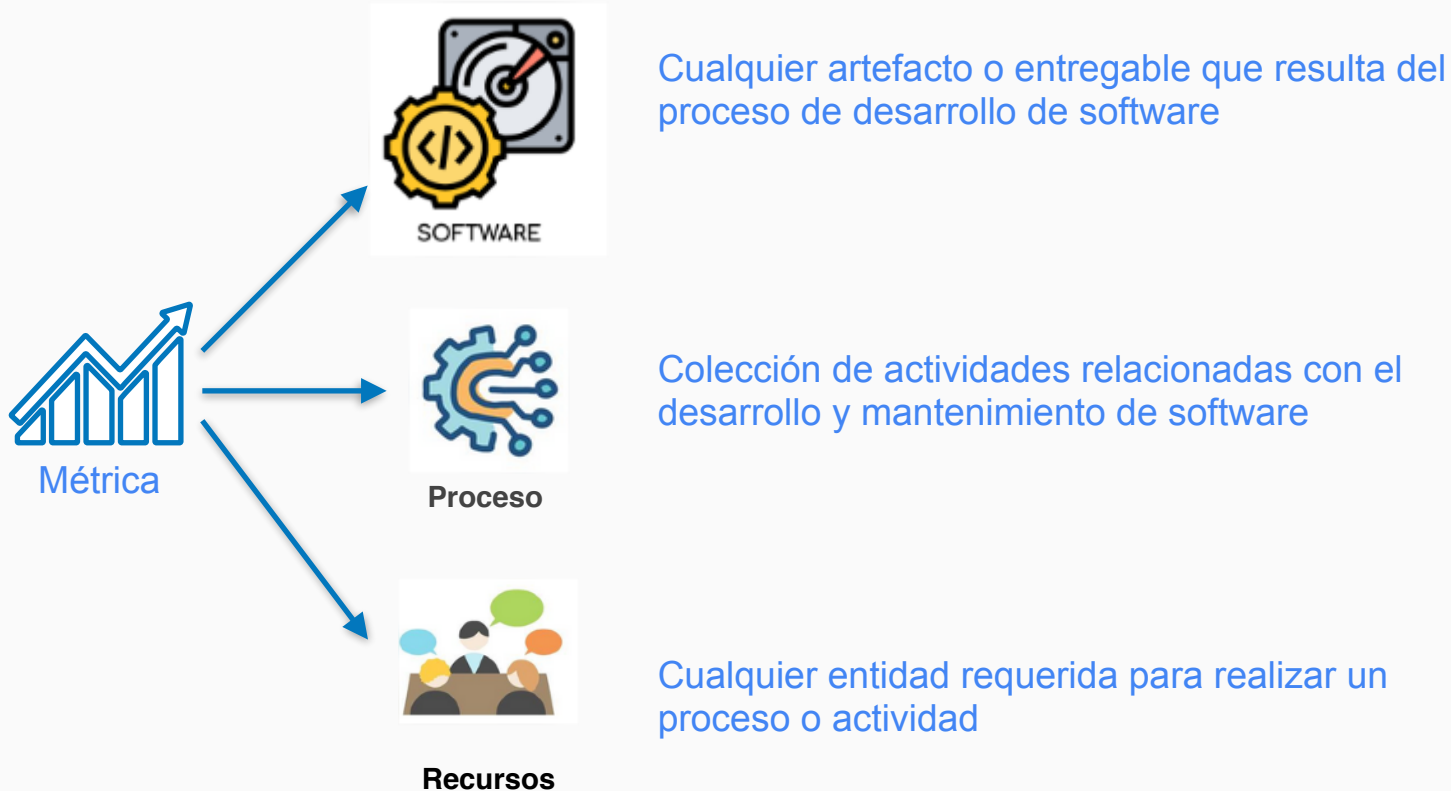 Cualquier artefacto o entregable que resulta del
proceso de desarrollo de software
</>
SOFTWARE
Métrica
Colección de actividades relacionadas con el
desarrollo y mantenimiento de software
Proceso
Cualquier entidad requerida para realizar un
proceso o actividad
Recursos